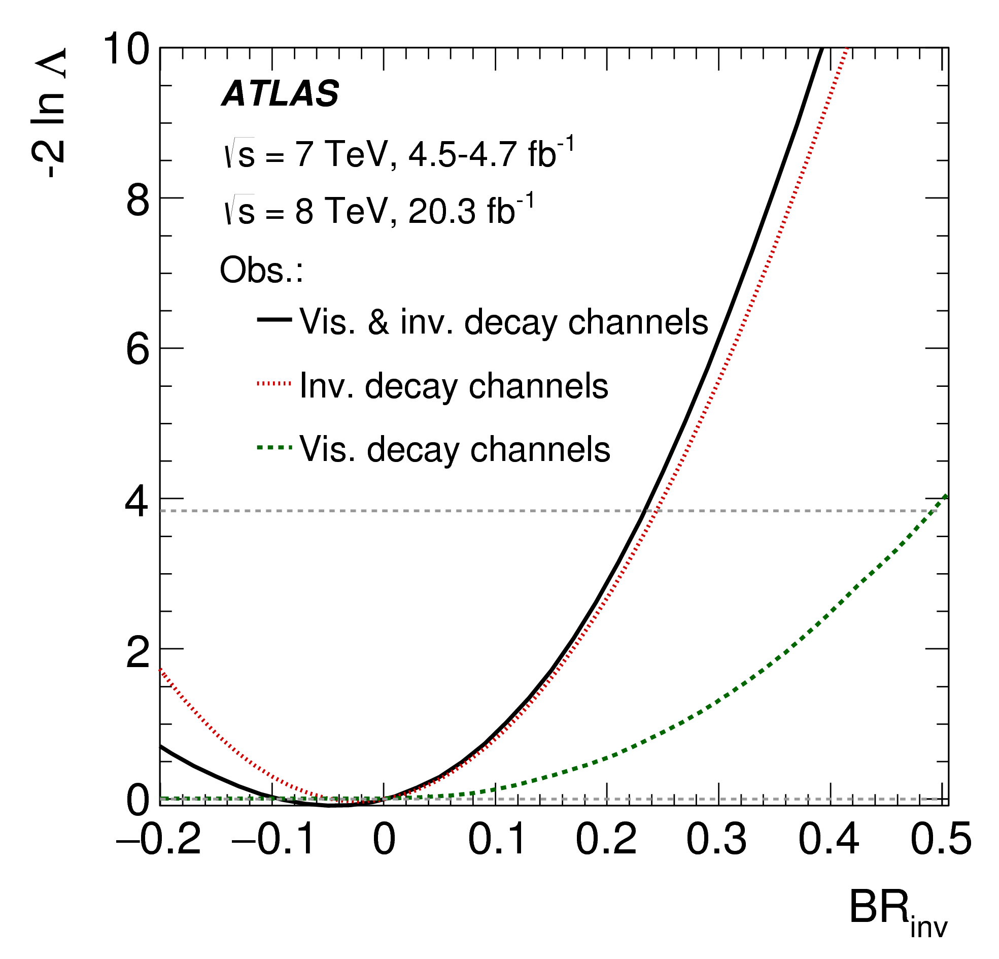 -2 ln Λ
10
8
6
4
2
0
ATLAS
√s = 7 TeV, 4.5-4.7 fb⁻¹
√s = 8 TeV, 20.3 fb⁻¹
Obs.:
Vis. & inv. decay channels
Inv. decay channels
Vis. decay channels
−0.2 −0.1 0 0.1 0.2 0.3 0.4 0.5
BR_inv